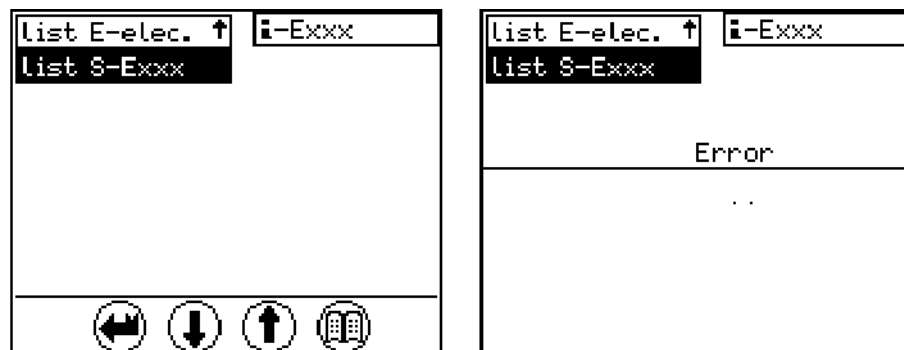 list E-elec. ↑
i-Exxx
list S-Exxx
list E-elec. ↑
i-Exxx
list S-Exxx
Error
..